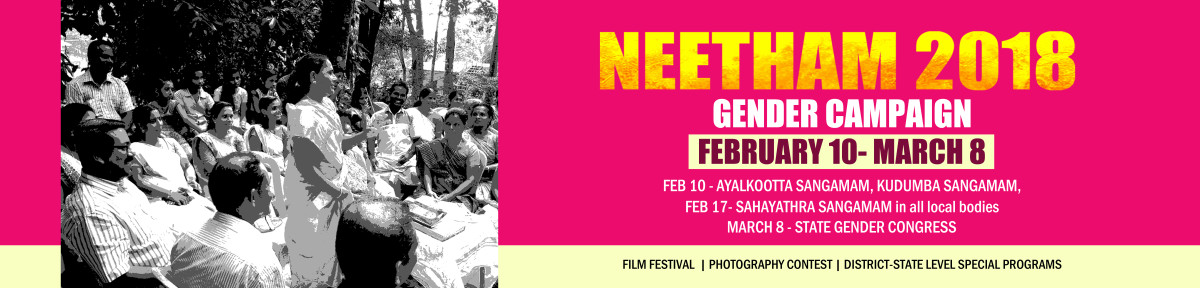 NEETHAM 2018
GENDER CAMPAIGN
FEBRUARY 10- MARCH 8
FEB 10 - AYALKOOTTA SANGAMAM, KUDUMBA SANGAMAM,
FEB 17- SAHAYATHRA SANGAMAM in all local bodies
MARCH 8 - STATE GENDER CONGRESS
FILM FESTIVAL | PHOTOGRAPHY CONTEST | DISTRICT-STATE LEVEL SPECIAL PROGRAMS